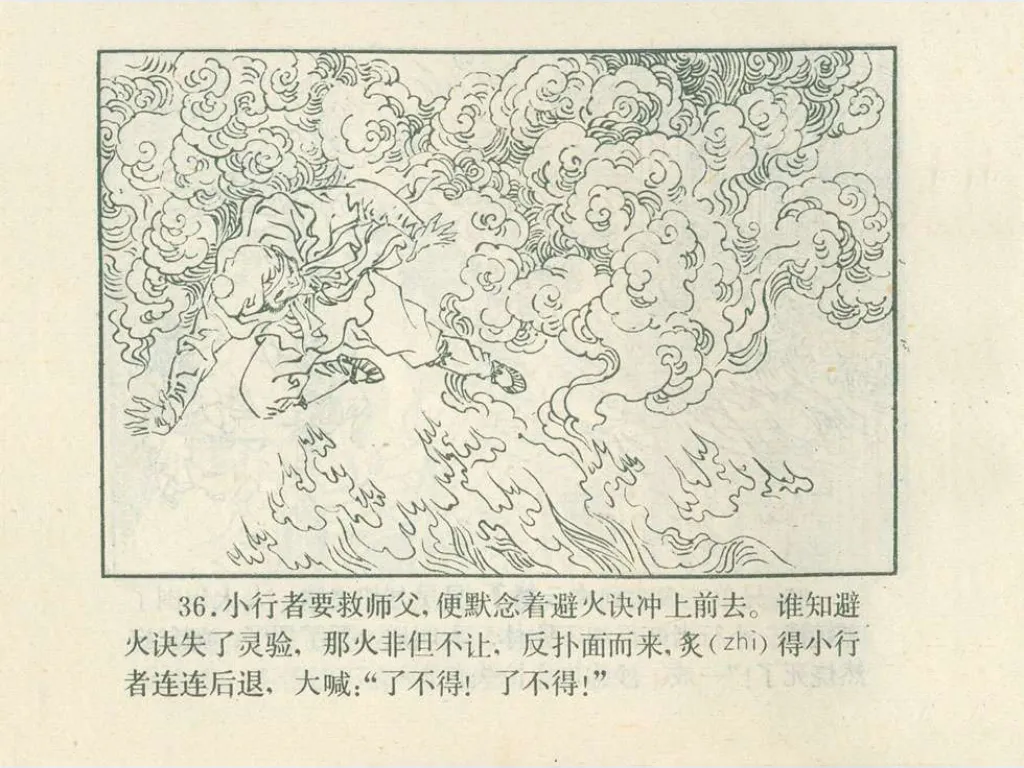 36.小行者要救师父，便默念着避火诀冲上前去。谁知避
火诀失了灵验，那火非但不让，反扑面而来，炙(zhì)得小行
者连连后退，大喊：“了不得！了不得！”